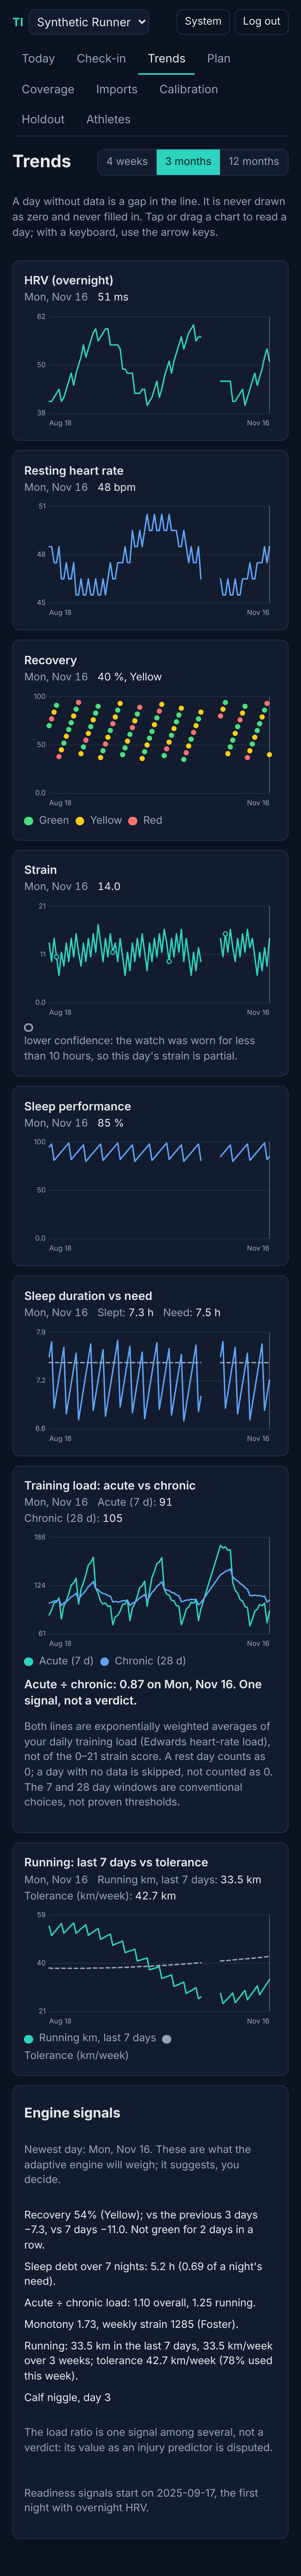 TI Synthetic Runner System Log out
Today Check-in Trends Plan
Coverage Imports Calibration
Holdout Athletes
Trends 4 weeks 3 months 12 months
A day without data is a gap in the line. It is never drawn
as zero and never filled in. Tap or drag a chart to read a
day; with a keyboard, use the arrow keys.
HRV (overnight)
Mon, Nov 16 51 ms
62
50
38
Aug 18 Nov 16
Resting heart rate
Mon, Nov 16 48 bpm
51
48
45
Aug 18 Nov 16
Recovery
Mon, Nov 16 40 %, Yellow
100
50
0.0
Aug 18 Nov 16
Green Yellow Red
Strain
Mon, Nov 16 14.0
21
11
0.0
Aug 18 Nov 16
lower confidence: the watch was worn for less
than 10 hours, so this day's strain is partial.
Sleep performance
Mon, Nov 16 85 %
100
50
0.0
Aug 18 Nov 16
Sleep duration vs need
Mon, Nov 16 Slept: 7.3 h Need: 7.5 h
7.9
7.2
6.6
Aug 18 Nov 16
Training load: acute vs chronic
Mon, Nov 16 Acute (7 d): 91
Chronic (28 d): 105
186
124
61
Aug 18 Nov 16
Acute (7 d) Chronic (28 d)
Acute ÷ chronic: 0.87 on Mon, Nov 16. One
signal, not a verdict.
Both lines are exponentially weighted averages of
your daily training load (Edwards heart-rate load),
not of the 0–21 strain score. A rest day counts as
0; a day with no data is skipped, not counted as 0.
The 7 and 28 day windows are conventional
choices, not proven thresholds.
Running: last 7 days vs tolerance
Mon, Nov 16 Running km, last 7 days: 33.5 km
Tolerance (km/week): 42.7 km
59
40
21
Aug 18 Nov 16
Running km, last 7 days
Tolerance (km/week)
Engine signals
Newest day: Mon, Nov 16. These are what the
adaptive engine will weigh; it suggests, you
decide.
Recovery 54% (Yellow); vs the previous 3 days
−7.3, vs 7 days −11.0. Not green for 2 days in a
row.
Sleep debt over 7 nights: 5.2 h (0.69 of a night's
need).
Acute ÷ chronic load: 1.10 overall, 1.25 running.
Monotony 1.73, weekly strain 1285 (Foster).
Running: 33.5 km in the last 7 days, 33.5 km/week
over 3 weeks; tolerance 42.7 km/week (78% used
this week).
Calf niggle, day 3
The load ratio is one signal among several, not a
verdict: its value as an injury predictor is disputed.
Readiness signals start on 2025-09-17, the first
night with overnight HRV.